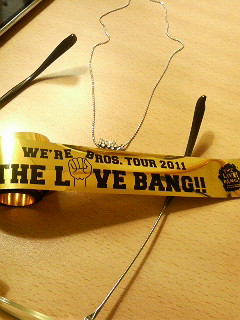 WE'RE BROS. TOUR 2011
THE LOVE BANG!!